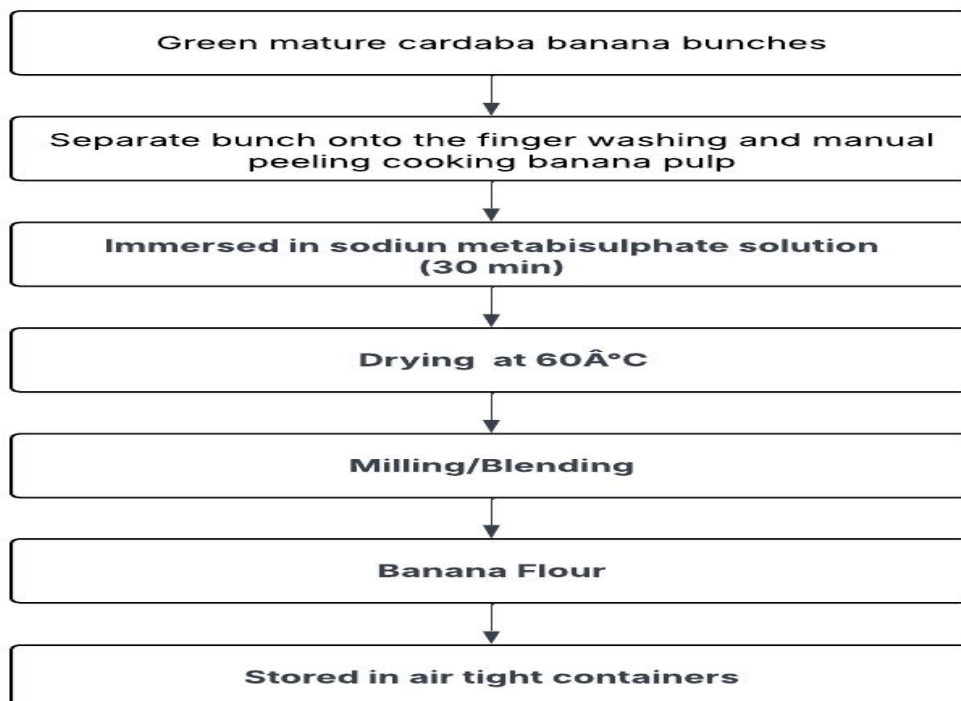 Green mature cardaba banana bunches
Separate bunch onto the finger washing and manual
peeling cooking banana pulp
Immersed in sodiun metabisulphate solution
(30 min)
Drying at 60Â°C
Milling/Blending
Banana Flour
Stored in air tight containers